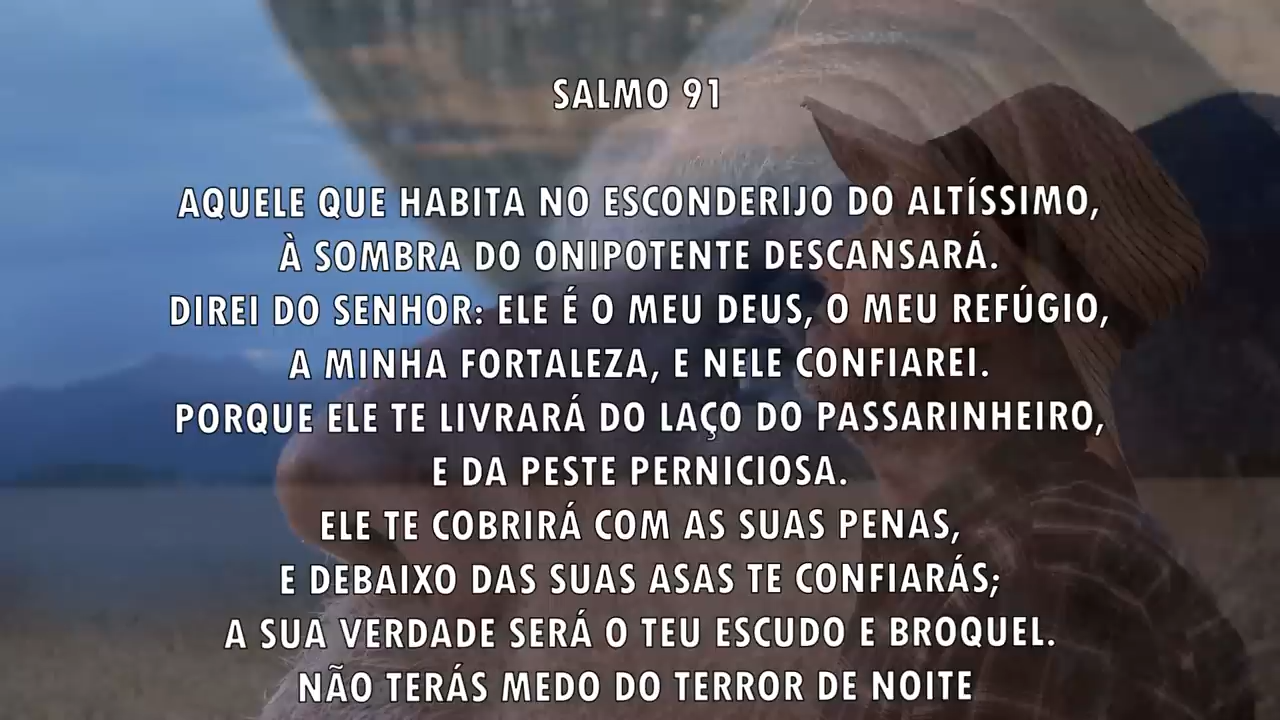 SALMO 91
AQUELE QUE HABITA NO ESCONDERIJO DO ALTÍSSIMO,
À SOMBRA DO ONIPOTENTE DESCANSARÁ.
DIREI DO SENHOR: ELE É O MEU DEUS, O MEU REFÚGIO,
A MINHA FORTALEZA, E NELE CONFIAREI.
PORQUE ELE TE LIVRARÁ DO LAÇO DO PASSARINHEIRO,
E DA PESTE PERNICIOSA.
ELE TE COBRIRÁ COM AS SUAS PENAS,
E DEBAIXO DAS SUAS ASAS TE CONFIARÁS;
A SUA VERDADE SERÁ O TEU ESCUDO E BROQUEL.
NÃO TERÁS MEDO DO TERROR DE NOITE